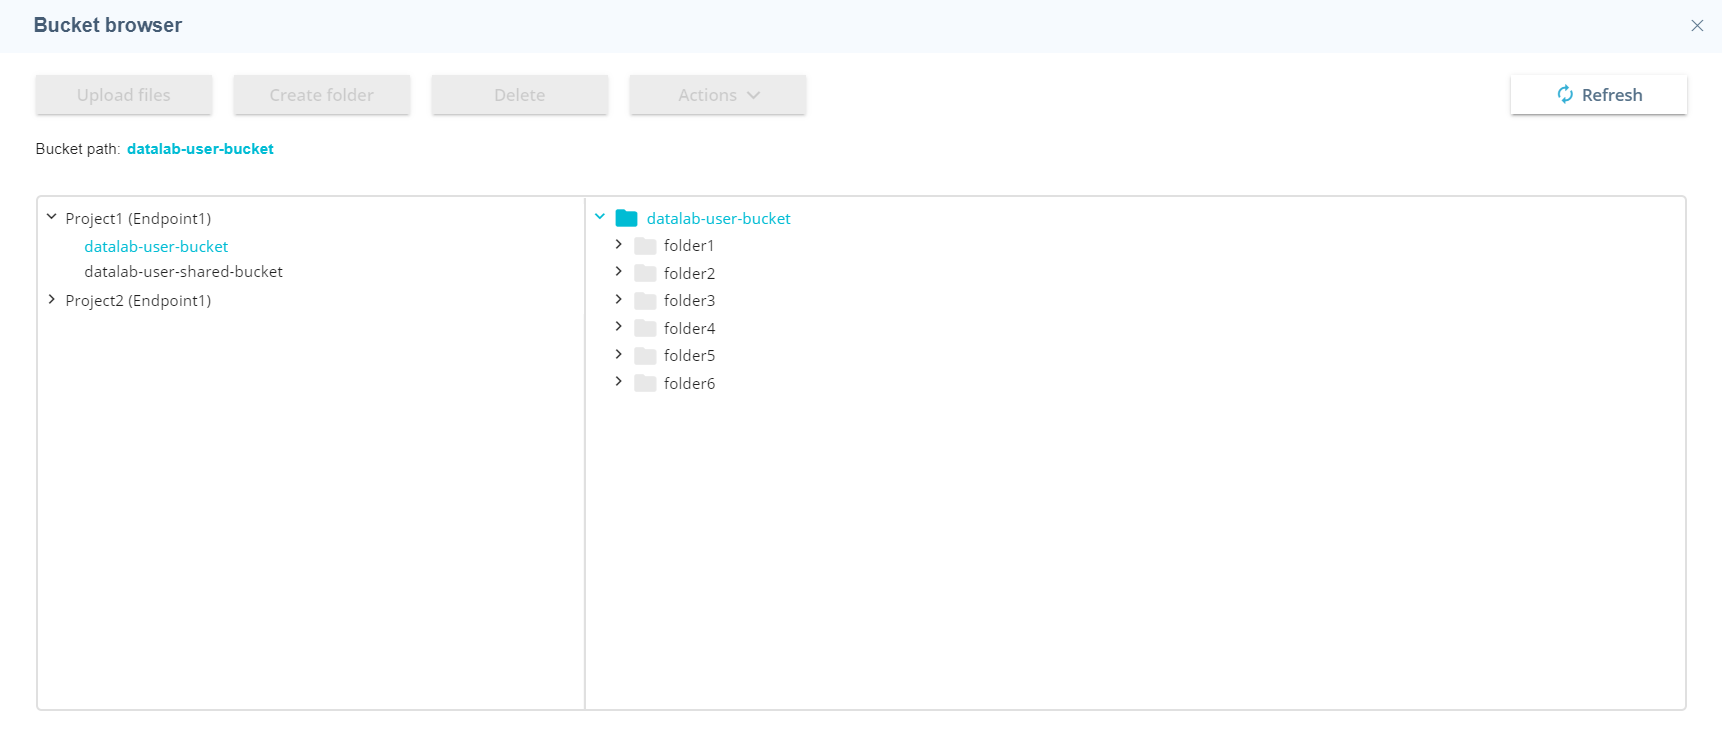 Bucket browser
Upload files
Create folder
Delete
Actions
Refresh
Bucket path: datalab-user-bucket
Project1 (Endpoint1)
datalab-user-bucket
datalab-user-shared-bucket
Project2 (Endpoint1)
datalab-user-bucket
folder1
folder2
folder3
folder4
folder5
folder6